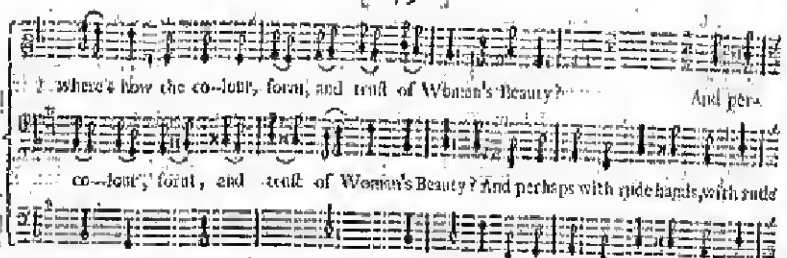 Where's now the co-lour, form, and trust of Woman's Beauty? And per-
co-lour, form, and trust of Woman's Beauty? And perhaps with rude hands, with rude